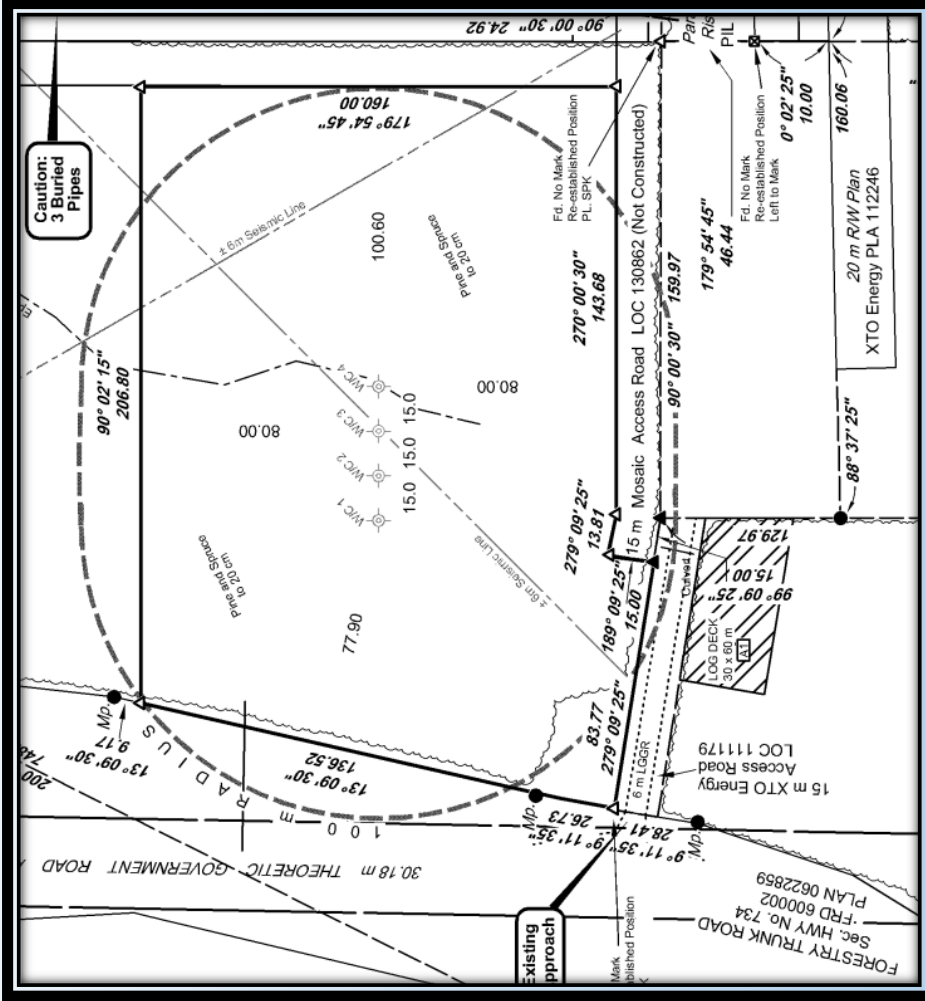 90° 00' 30" 24.92
Caution:
3 Buried
Pipes
179° 54' 45"
160.00
Ris
PIL
Fd. No Mark
Re-established Position
PL. SPK
Fd. No Mark
Re-established Position
Left to Mark
0° 02' 25"
10.00
160.06
179° 54' 45"
46.44
20 m R/W Plan
XTO Energy PLA 112246
± 6m Seismic Line
100.60
Pine and Spruce
to 20 cm
270° 00' 30"
143.68
15 m Mosaic Access Road LOC 130862 (Not Constructed)
90° 00' 30" 159.97
90° 02' 15"
206.80
80.00
80.00
W/C 4
W/C 3
W/C 2
W/C 1
15.0
15.0
15.0
88° 37' 25"
279° 09' 25"
13.81
189° 09' 25"
15.00
± 6m Seismic Line
Pine and Spruce
to 20 cm
77.90
129.97
15.00
99° 09' 25"
Curved
LOG DECK
30 x 60 m
A1
83.77
279° 09' 25"
6 m LGGR
15 m XTO Energy
Access Road
LOC 111179
Mp.
9.17
13° 09' 30"
136.52
13° 09' 30"
100 m RADIUS
Mp.
26.73
9° 11' 35"
28.41
9° 11' 35"
Mp.
30.18 m THEORETIC GOVERNMENT ROAD
200
Existing
pproach
Mark
blished Position
K
FORESTRY TRUNK ROAD
Sec. HWY No. 734
FRD 600002
PLAN 0622859